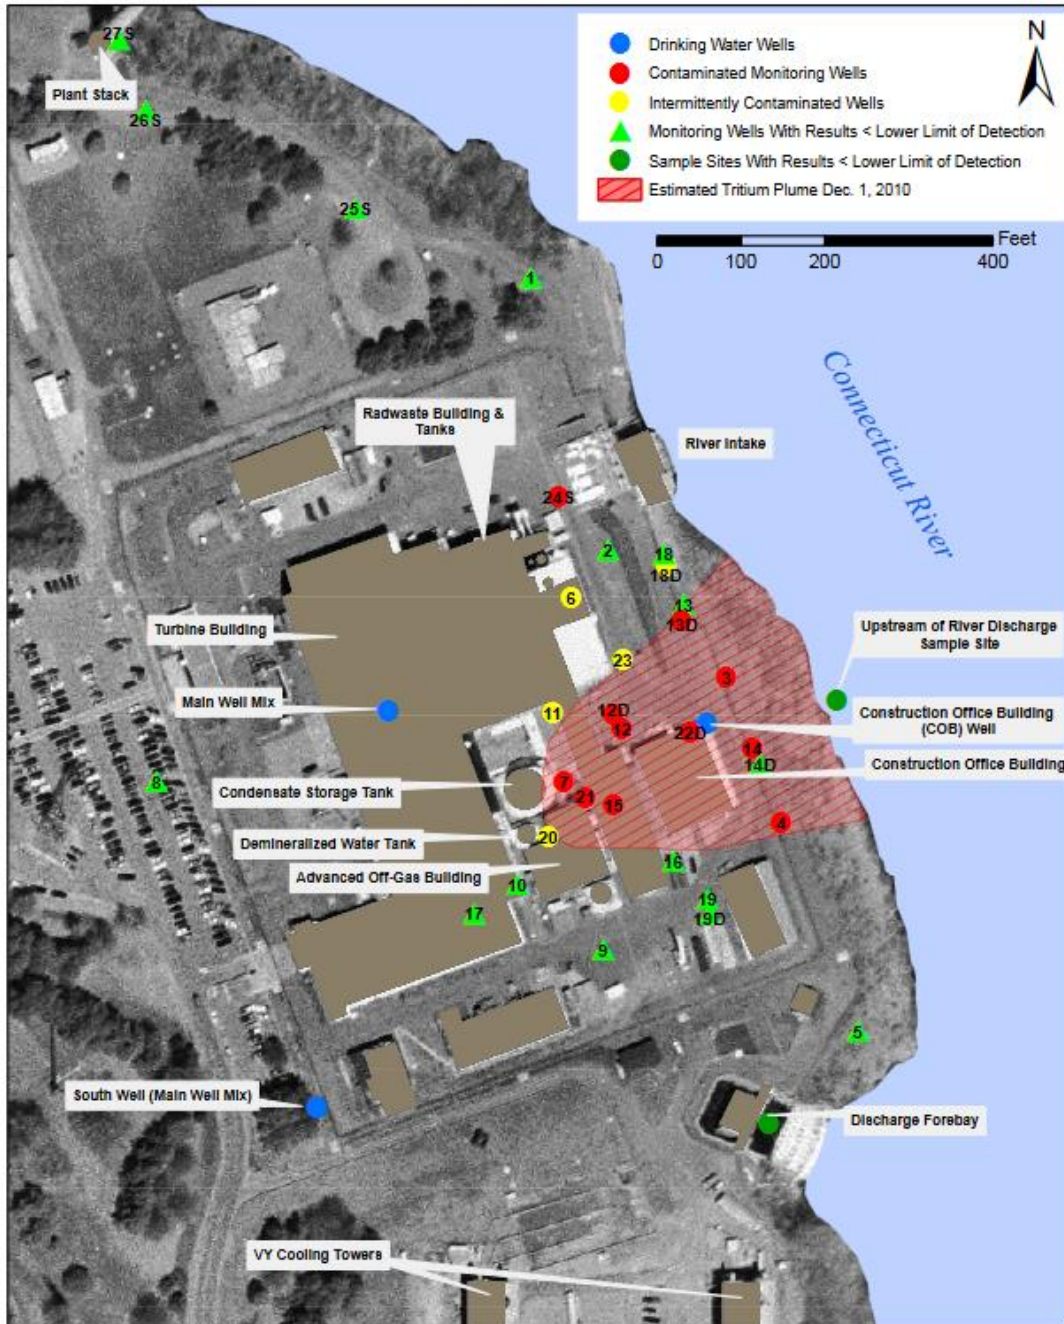 27 S
Plant Stack
26 S
25 S
1
N
Drinking Water Wells
Contaminated Monitoring Wells
Intermittently Contaminated Wells
Monitoring Wells With Results < Lower Limit of Detection
Sample Sites With Results < Lower Limit of Detection
Estimated Tritium Plume Dec. 1, 2010
Feet
0 100 200 400
Connecticut River
Radwaste Building &
Tanks
River Intake
24S
2
18
18D
6
13
13D
Turbine Building
23
3
Upstream of River Discharge
Sample Site
Main Well Mix
11
12D
12
22D
Construction Office Building
(COB) Well
14
14D
Construction Office Building
8
Condensate Storage Tank
7
21
15
4
Demineralized Water Tank
20
Advanced Off-Gas Building
16
10
17
19
19D
9
5
South Well (Main Well Mix)
Discharge Forebay
VY Cooling Towers